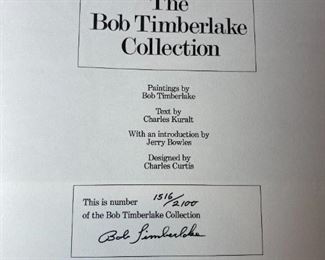 The
Bob Timberlake
Collection
Paintings by
Bob Timberlake
Text by
Charles Kuralt
With an introduction by
Jerry Bowles
Designed by
Charles Curtis
This is number 1516/2100
of the Bob Timberlake Collection
Bob Timberlake